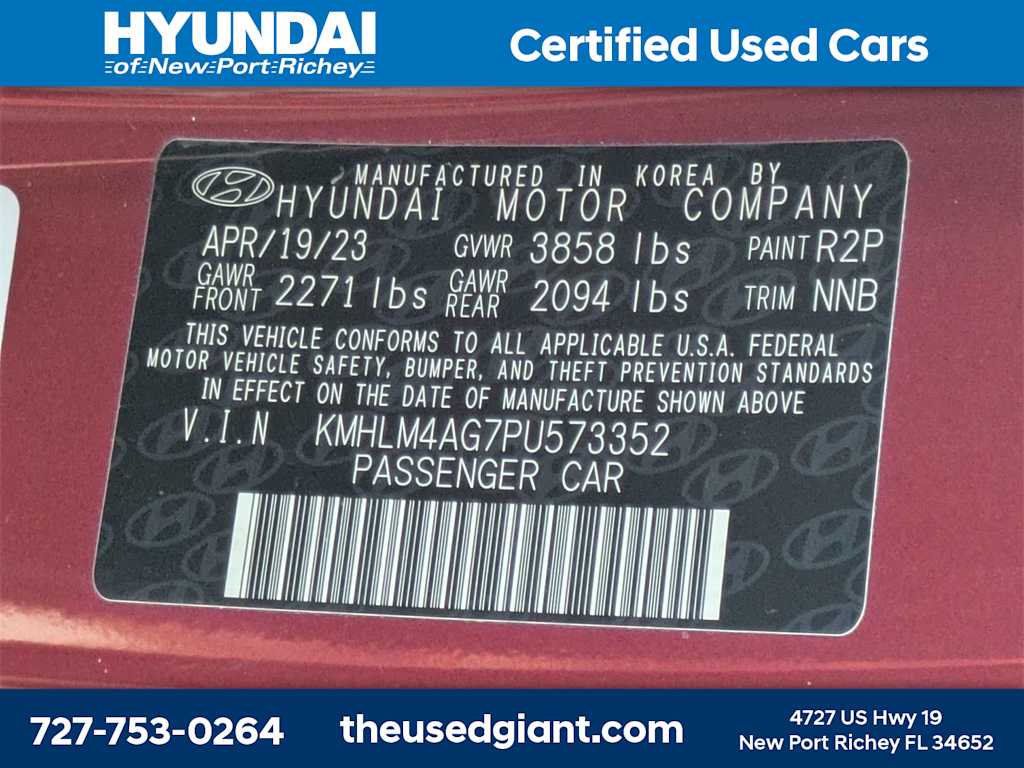 HYUNDAI
of New Port Richey
Certified Used Cars
MANUFACTURED IN KOREA BY
HYUNDAI MOTOR COMPANY
APR/19/23 GVWR 3858 lbs PAINT R2P
GAWR FRONT 2271 lbs GAWR REAR 2094 lbs TRIM NNB
THIS VEHICLE CONFORMS TO ALL APPLICABLE U.S.A. FEDERAL
MOTOR VEHICLE SAFETY, BUMPER, AND THEFT PREVENTION STANDARDS
IN EFFECT ON THE DATE OF MANUFACTURE SHOWN ABOVE
V.I.N KMHLM4AG7PU573352
PASSENGER CAR
727-753-0264
theusedgiant.com
4727 US Hwy 19
New Port Richey FL 34652